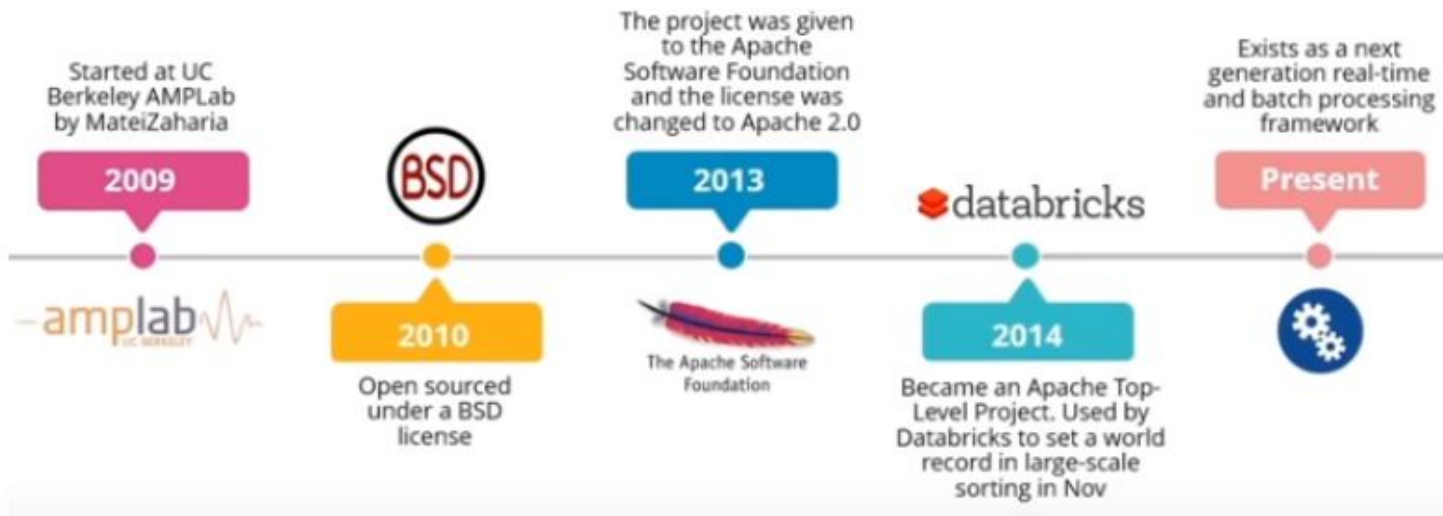 Started at UC
Berkeley AMPLab
by MateiZaharia
2009
amplab
UC BERKELEY
BSD
2010
Open sourced
under a BSD
license
The project was given
to the Apache
Software Foundation
and the license was
changed to Apache 2.0
2013
The Apache Software
Foundation
databricks
2014
Became an Apache Top-
Level Project. Used by
Databricks to set a world
record in large-scale
sorting in Nov
Exists as a next
generation real-time
and batch processing
framework
Present